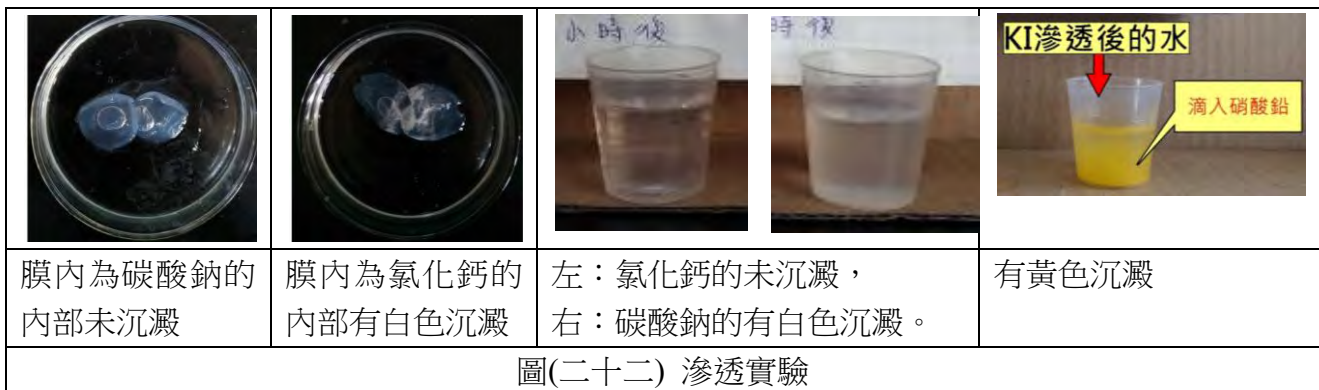 小時後
時後
KI滲透後的水
滴入硝酸鉛
膜內為碳酸鈉的
內部未沉澱
膜內為氯化鈣的
內部有白色沉澱
左：氯化鈣的未沉澱，
右：碳酸鈉的有白色沉澱。
有黃色沉澱
圖(二十二) 滲透實驗